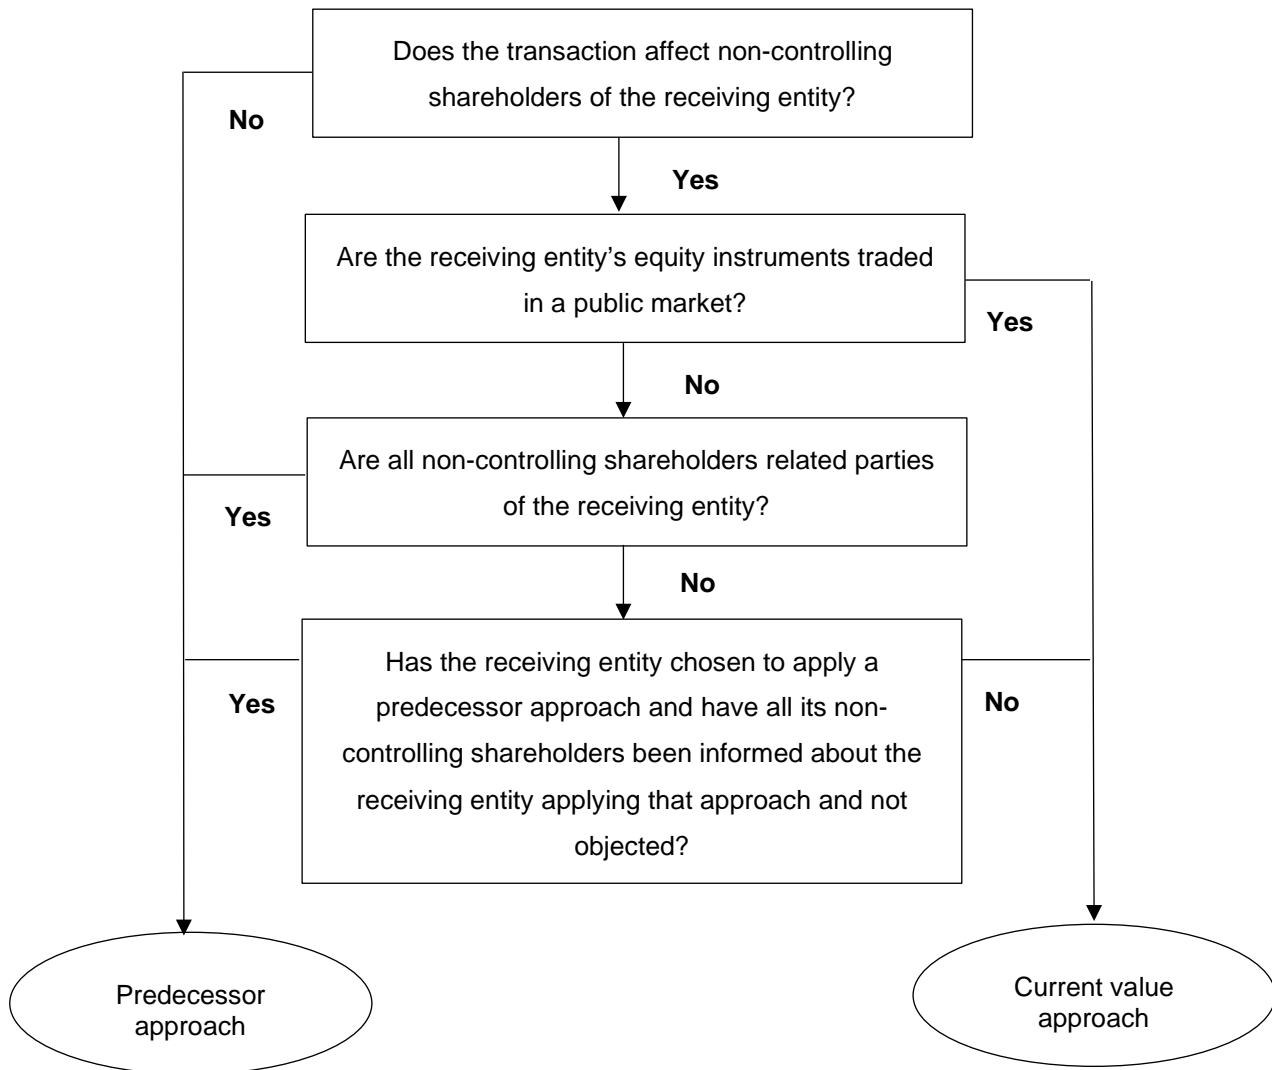 Does the transaction affect non-controlling
shareholders of the receiving entity?
No
Yes
Are the receiving entity’s equity instruments traded
in a public market?
Yes
No
Are all non-controlling shareholders related parties
of the receiving entity?
Yes
No
Has the receiving entity chosen to apply a
predecessor approach and have all its non-
controlling shareholders been informed about the
receiving entity applying that approach and not
objected?
Yes
No
Predecessor
approach
Current value
approach